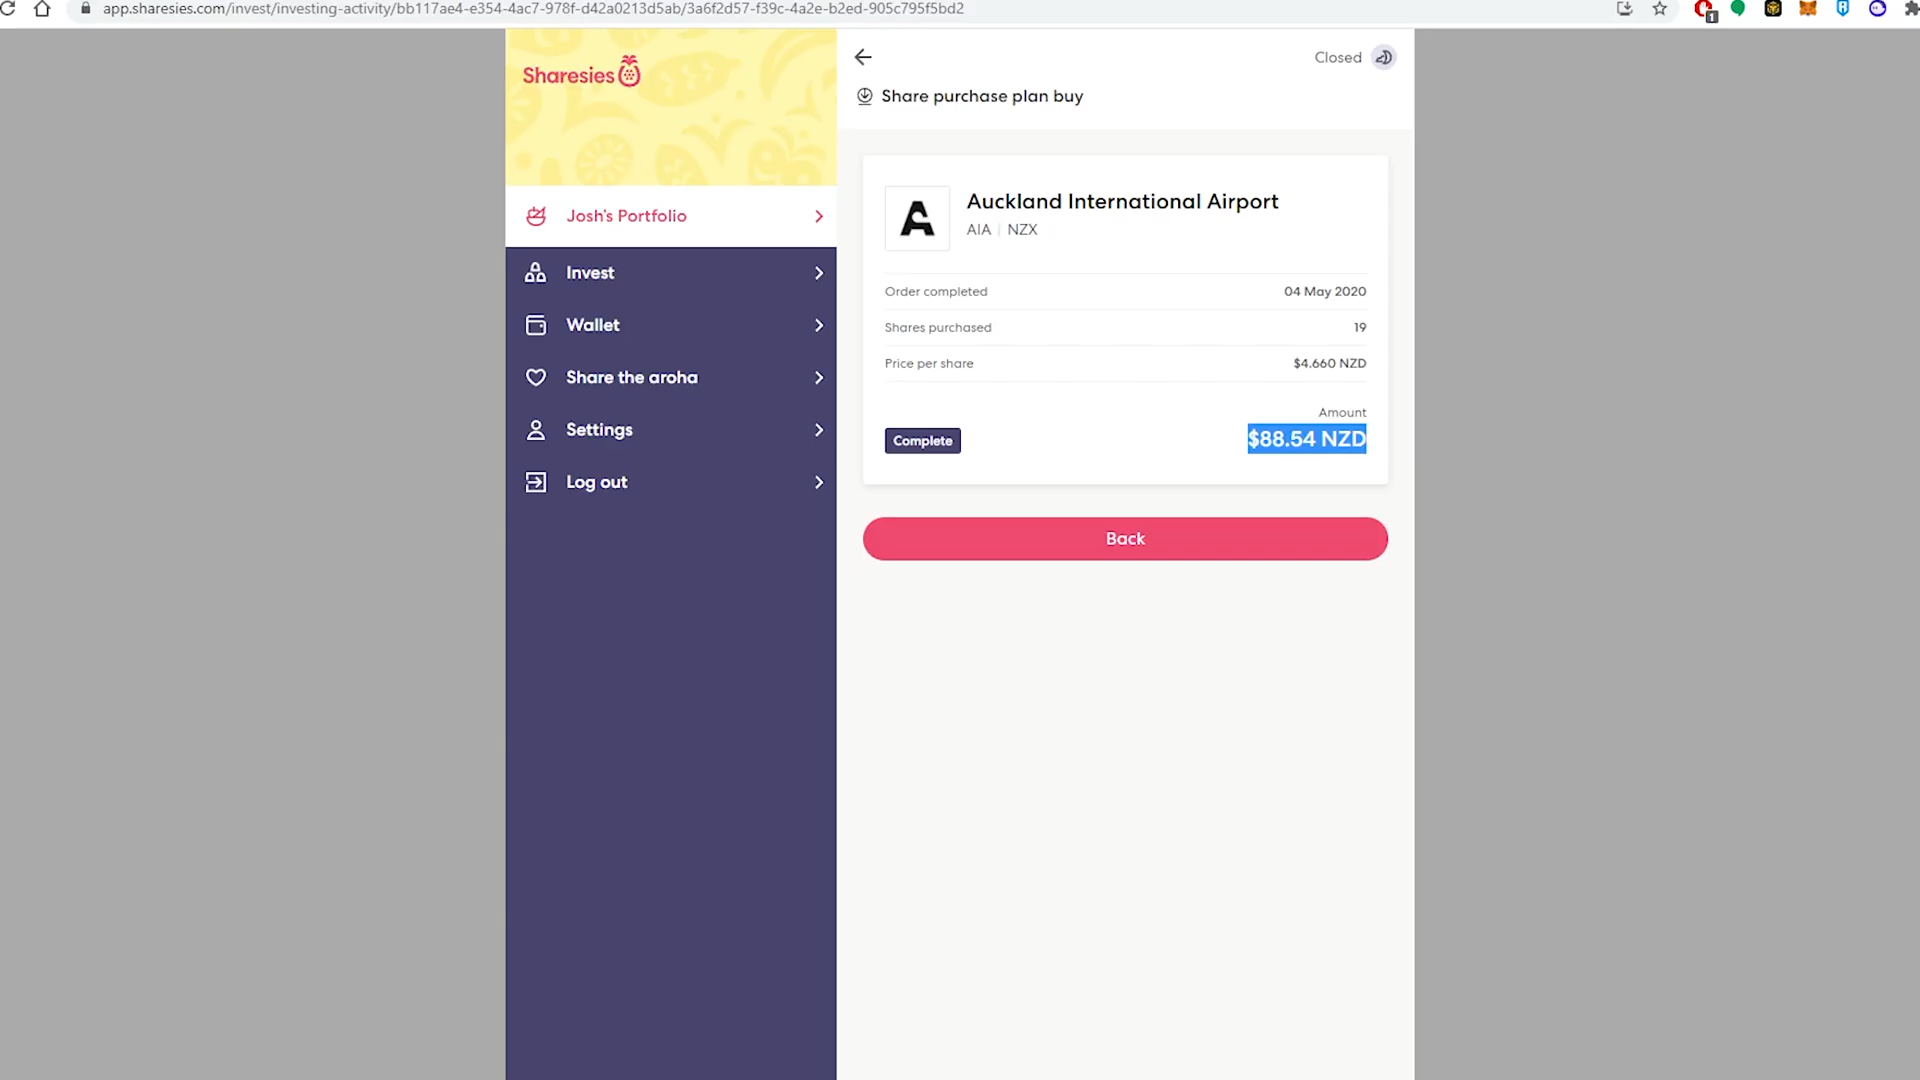 app.sharesies.com/invest/investing-activity/bb117ae4-e354-4ac7-978f-d42a0213d5ab/3a6f2d57-f39c-4a2e-b2ed-905c795f5bd2
1
Sharesies
Closed
Share purchase plan buy
Josh's Portfolio
Invest
Wallet
Share the aroha
Settings
Log out
A
Auckland International Airport
AIA | NZX
Order completed 04 May 2020
Shares purchased 19
Price per share $4.660 NZD
Amount
Complete $88.54 NZD
Back